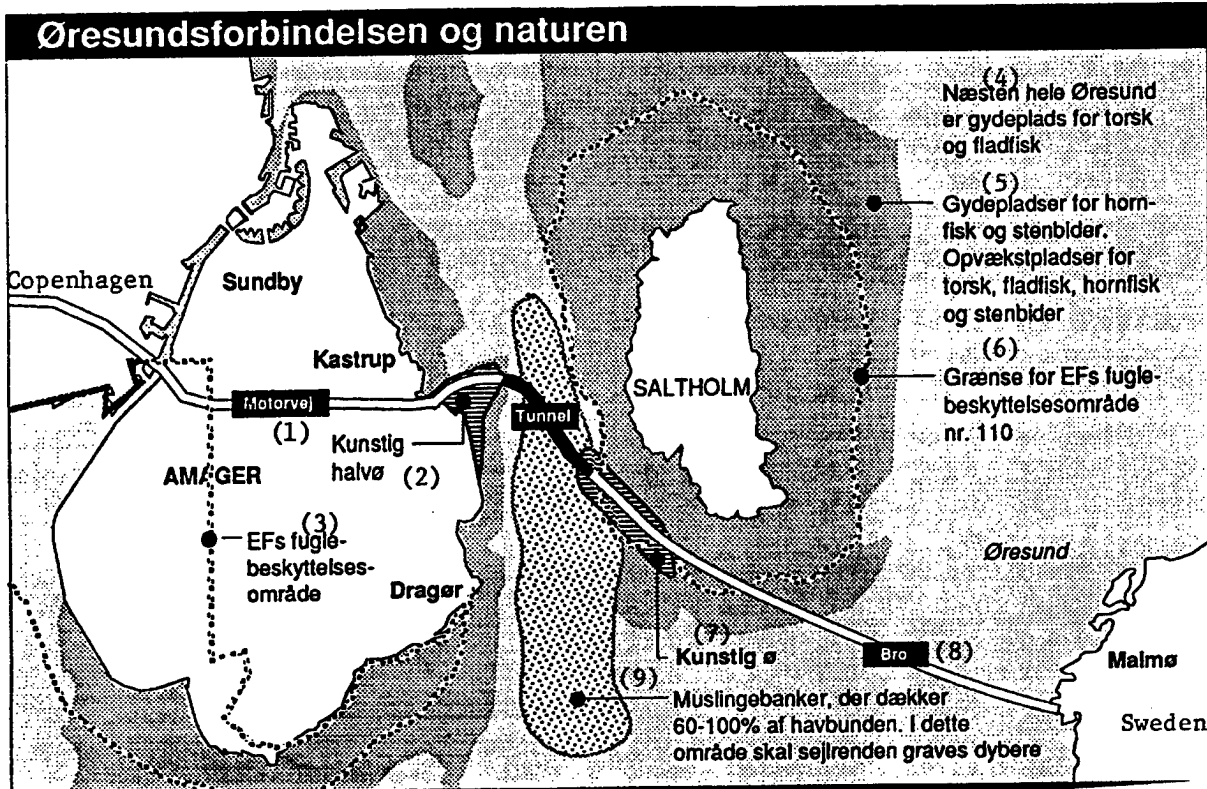 Øresundsforbindelsen og naturen
(4)
Næsten hele Øresund
er gydeplads for torsk
og fladfisk
(5)
Gydepladser for horn-
fisk og stenbider.
Opvækstpladser for
torsk, fladfisk, hornfisk
og stenbider
(6)
Grænse for EFs fugle-
beskyttelsesområde
nr. 110
Copenhagen
Sundby
Kastrup
SALTHOLM
Motorvej
(1)
Tunnel
Kunstig
halvø (2)
AMAGER
(3)
EFs fugle-
beskyttelses-
område
Dragør
Øresund
(7)
Kunstig ø
Bro (8)
Malmø
(9)
Muslingebanker, der dækker
60-100% af havbunden. I dette
område skal sejlrenden graves dybere
Sweden